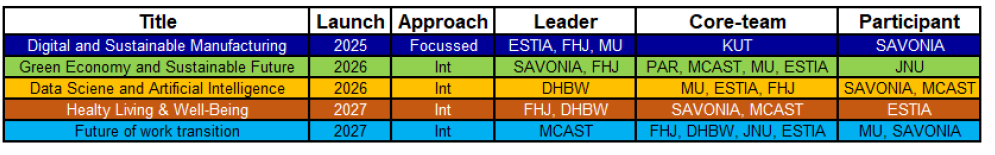 Title Launch Approach Leader Core-team Participant
Digital and Sustainable Manufacturing 2025 Focussed ESTIA, FHJ, MU KUT SAVONIA
Green Economy and Sustainable Future 2026 Int SAVONIA, FHJ PAR, MCAST, MU, ESTIA JNU
Data Sciene and Artificial Intelligence 2026 Int DHBW MU, ESTIA, FHJ SAVONIA, MCAST
Healty Living & Well-Being 2027 Int FHJ, DHBW SAVONIA, MCAST ESTIA
Future of work transition 2027 Int MCAST FHJ, DHBW, JNU, ESTIA MU, SAVONIA